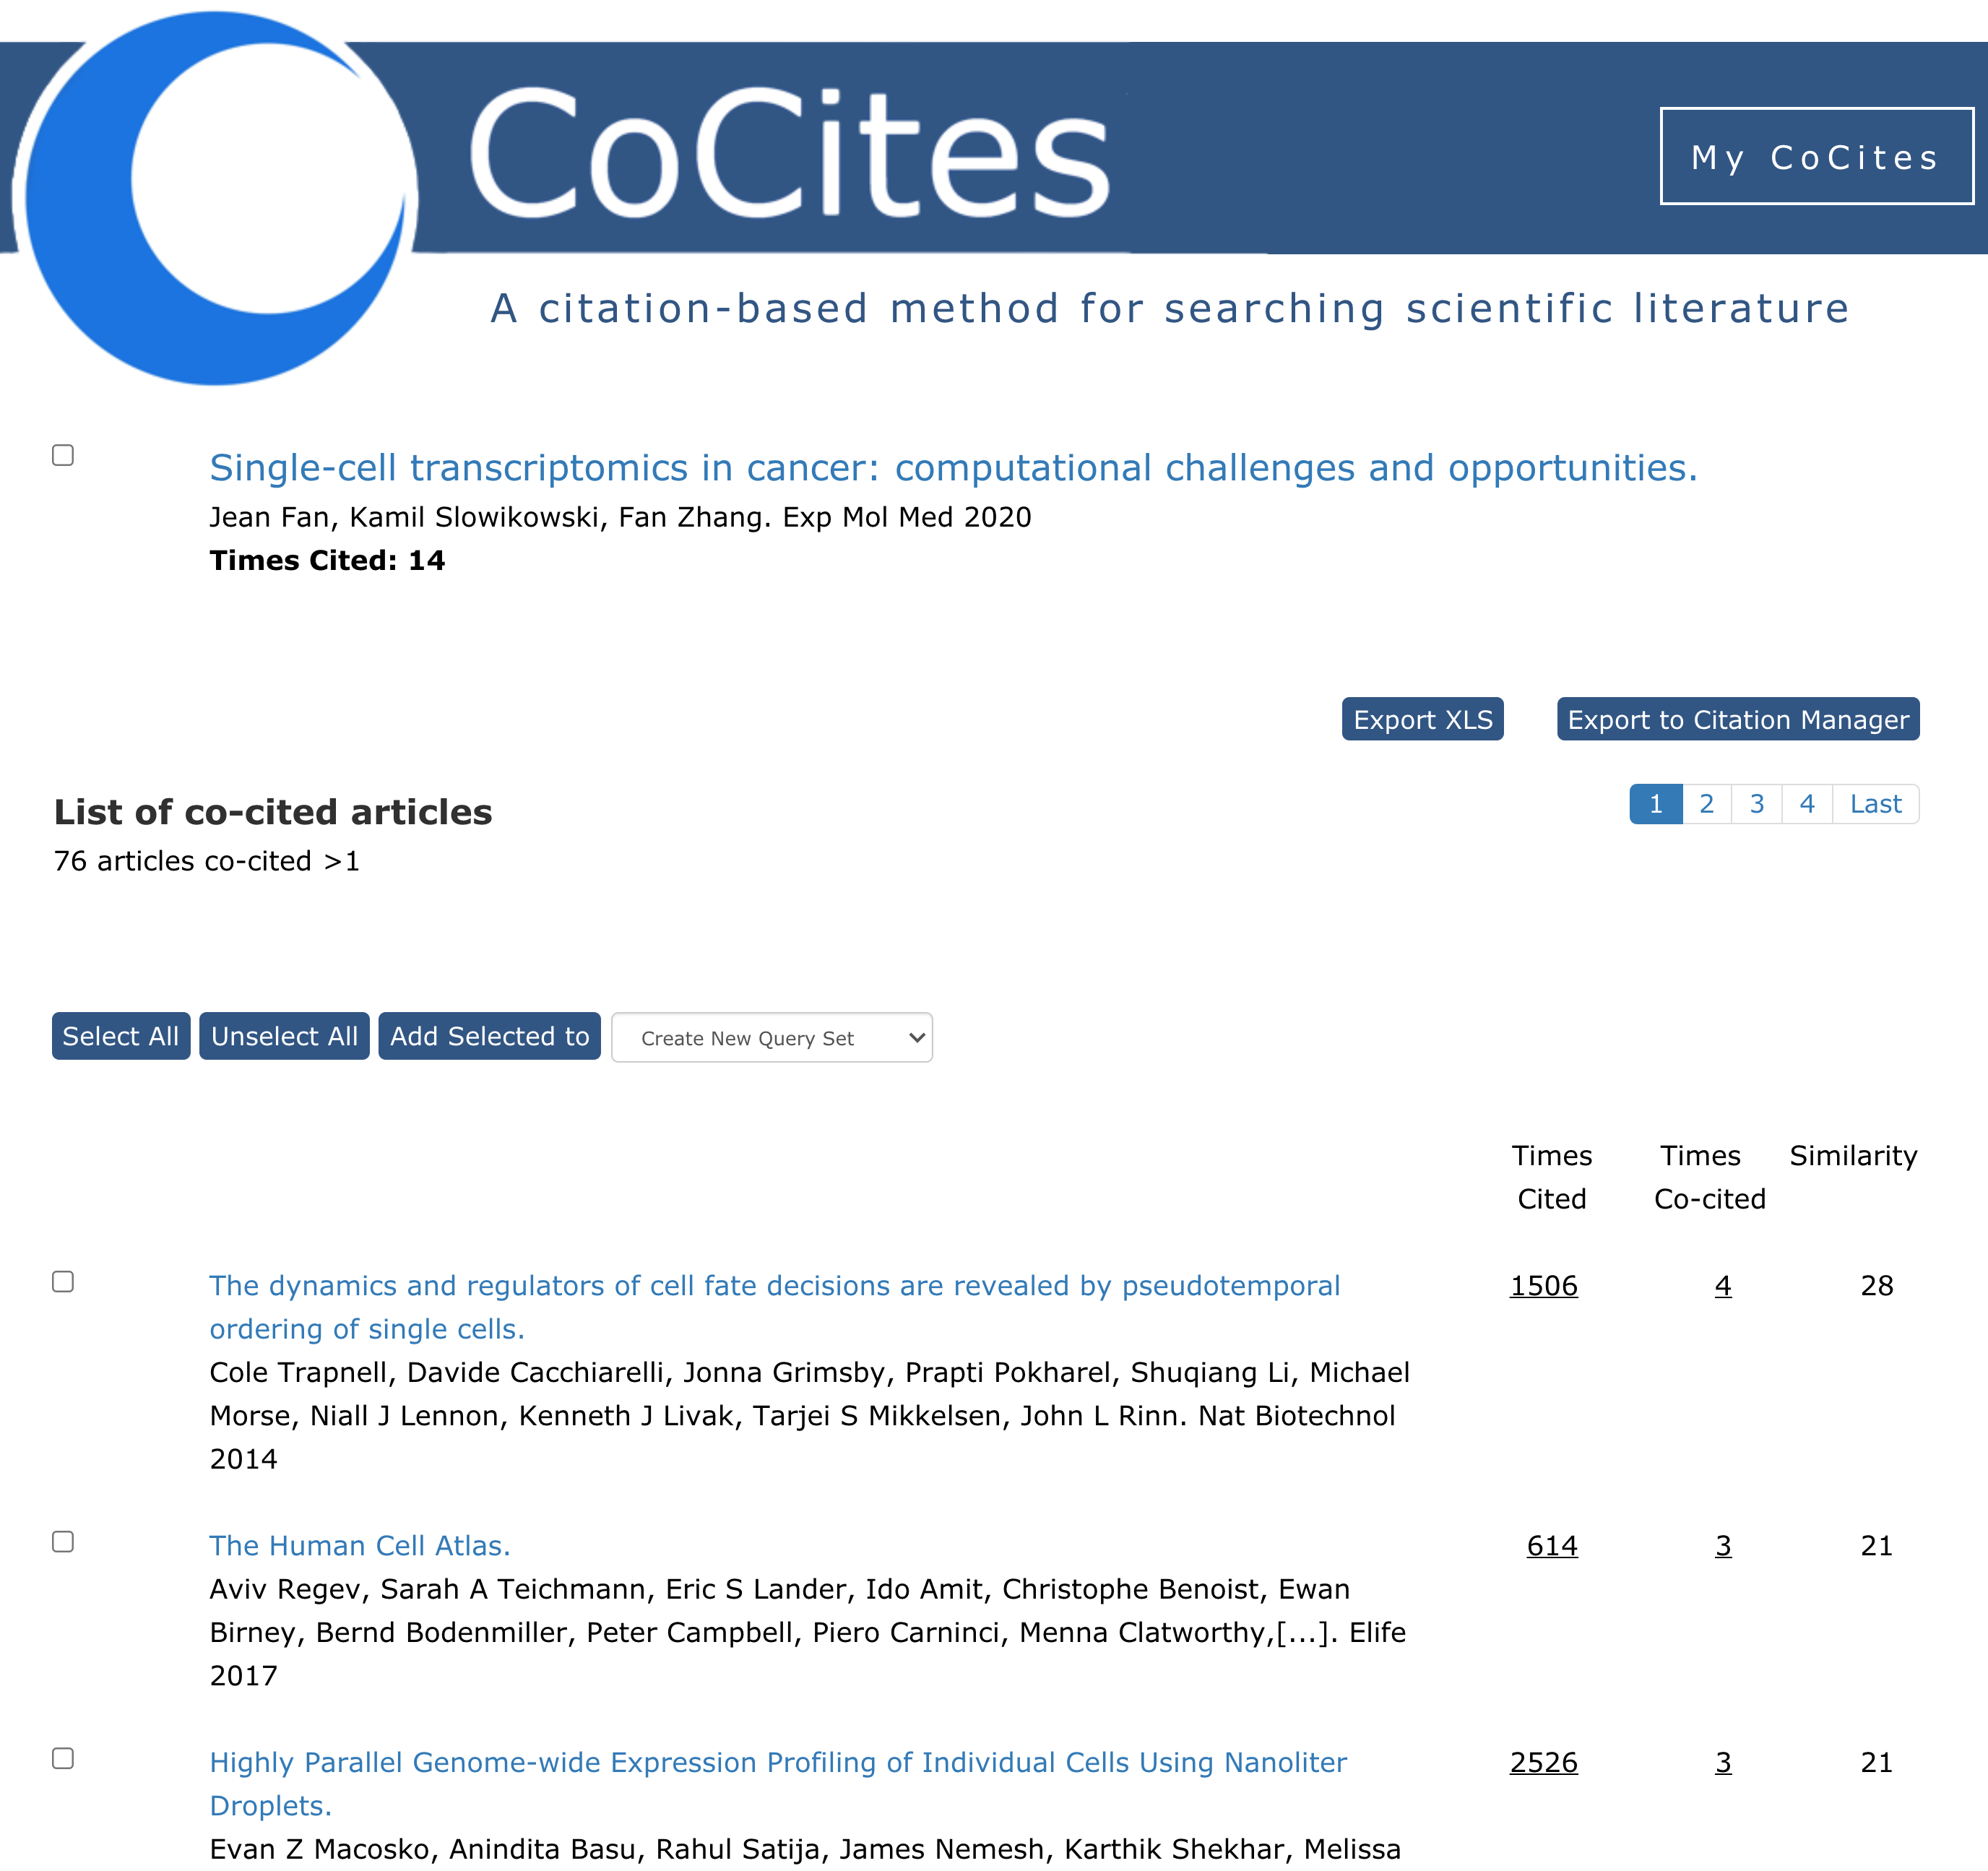 CoCites
My CoCites
A citation-based method for searching scientific literature
Single-cell transcriptomics in cancer: computational challenges and opportunities.
Jean Fan, Kamil Slowikowski, Fan Zhang. Exp Mol Med 2020
Times Cited: 14
Export XLS Export to Citation Manager
List of co-cited articles
1 2 3 4 Last
76 articles co-cited >1
Select All Unselect All Add Selected to Create New Query Set
Times Times Similarity
Cited Co-cited
The dynamics and regulators of cell fate decisions are revealed by pseudotemporal 1506 4 28
ordering of single cells.
Cole Trapnell, Davide Cacchiarelli, Jonna Grimsby, Prapti Pokharel, Shuqiang Li, Michael
Morse, Niall J Lennon, Kenneth J Livak, Tarjei S Mikkelsen, John L Rinn. Nat Biotechnol
2014
The Human Cell Atlas. 614 3 21
Aviv Regev, Sarah A Teichmann, Eric S Lander, Ido Amit, Christophe Benoist, Ewan
Birney, Bernd Bodenmiller, Peter Campbell, Piero Carninci, Menna Clatworthy,[...]. Elife
2017
Highly Parallel Genome-wide Expression Profiling of Individual Cells Using Nanoliter 2526 3 21
Droplets.
Evan Z Macosko, Anindita Basu, Rahul Satija, James Nemesh, Karthik Shekhar, Melissa